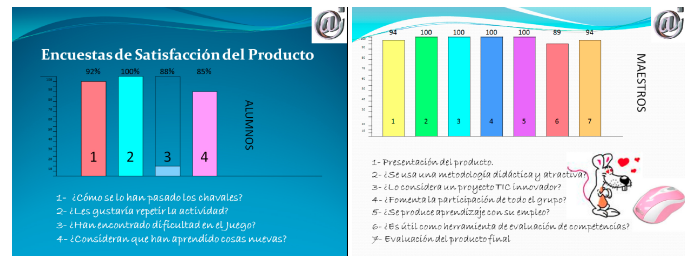 Encuestas de Satisfacción del Producto
92% 100% 88% 85%
1 2 3 4
ALUMNOS
1- ¿Cómo se lo han pasado los chavales?
2- ¿Les gustaría repetir la actividad?
3- ¿Han encontrado dificultad en el Juego?
4- ¿Consideran que han aprendido cosas nuevas?
94 100 100 100 100 89 94
1 2 3 4 5 6 7
MAESTROS
1- Presentación del producto.
2- ¿Se usa una metodología didáctica y atractiva?
3- ¿Lo considera un proyecto TIC innovador?
4- ¿Fomenta la participación de todo el grupo?
5- ¿Se produce aprendizaje con su empleo?
6- ¿Es útil como herramienta de evaluación de competencias?
7- Evaluación del producto final